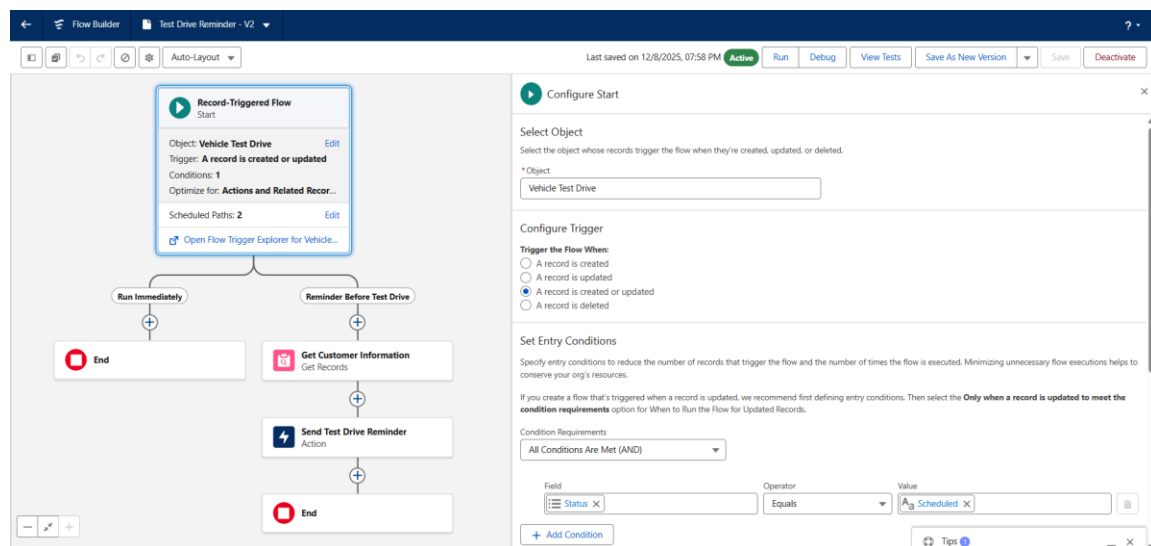 Flow Builder
Test Drive Reminder - V2
?
Auto-Layout
Last saved on 12/8/2025, 07:58 PM
Active
Run
Debug
View Tests
Save As New Version
Save
Deactivate
Record-Triggered Flow
Start
Object: Vehicle Test Drive
Edit
Trigger: A record is created or updated
Conditions: 1
Optimize for: Actions and Related Recor...
Scheduled Paths: 2
Edit
Open Flow Trigger Explorer for Vehicle...
Run Immediately
Reminder Before Test Drive
End
Get Customer Information
Get Records
Send Test Drive Reminder
Action
End
Configure Start
Select Object
Select the object whose records trigger the flow when they're created, updated, or deleted.
* Object
Vehicle Test Drive
Configure Trigger
Trigger the Flow When:
A record is created
A record is updated
A record is created or updated
A record is deleted
Set Entry Conditions
Specify entry conditions to reduce the number of records that trigger the flow and the number of times the flow is executed. Minimizing unnecessary flow executions helps to
conserve your org's resources.
If you create a flow that's triggered when a record is updated, we recommend first defining entry conditions. Then select the Only when a record is updated to meet the
condition requirements option for When to Run the Flow for Updated Records.
Condition Requirements
All Conditions Are Met (AND)
Field
Operator
Value
Status
Equals
Aa Scheduled
+ Add Condition
Tips 1